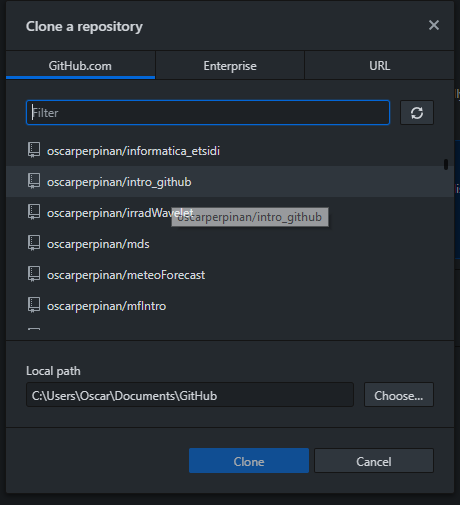 Clone a repository
GitHub.com
Enterprise
URL
Filter
oscarperpinan/informatica_etsidi
oscarperpinan/intro_github
oscarperpinan/irradWavelet
oscarperpinan/intro_github
oscarperpinan/mds
oscarperpinan/meteoForecast
oscarperpinan/mfIntro
Local path
C:\Users\Oscar\Documents\GitHub
Choose...
Clone
Cancel